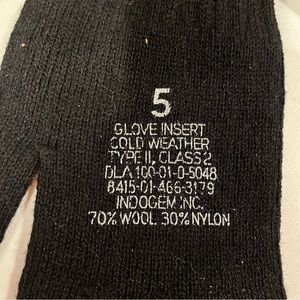 5
GLOVE INSERT
COLD WEATHER
TYPE II, CLASS 2
DLA 100-01-D-5048
8415-01-466-3179
INDOGEM INC.
70% WOOL 30% NYLON